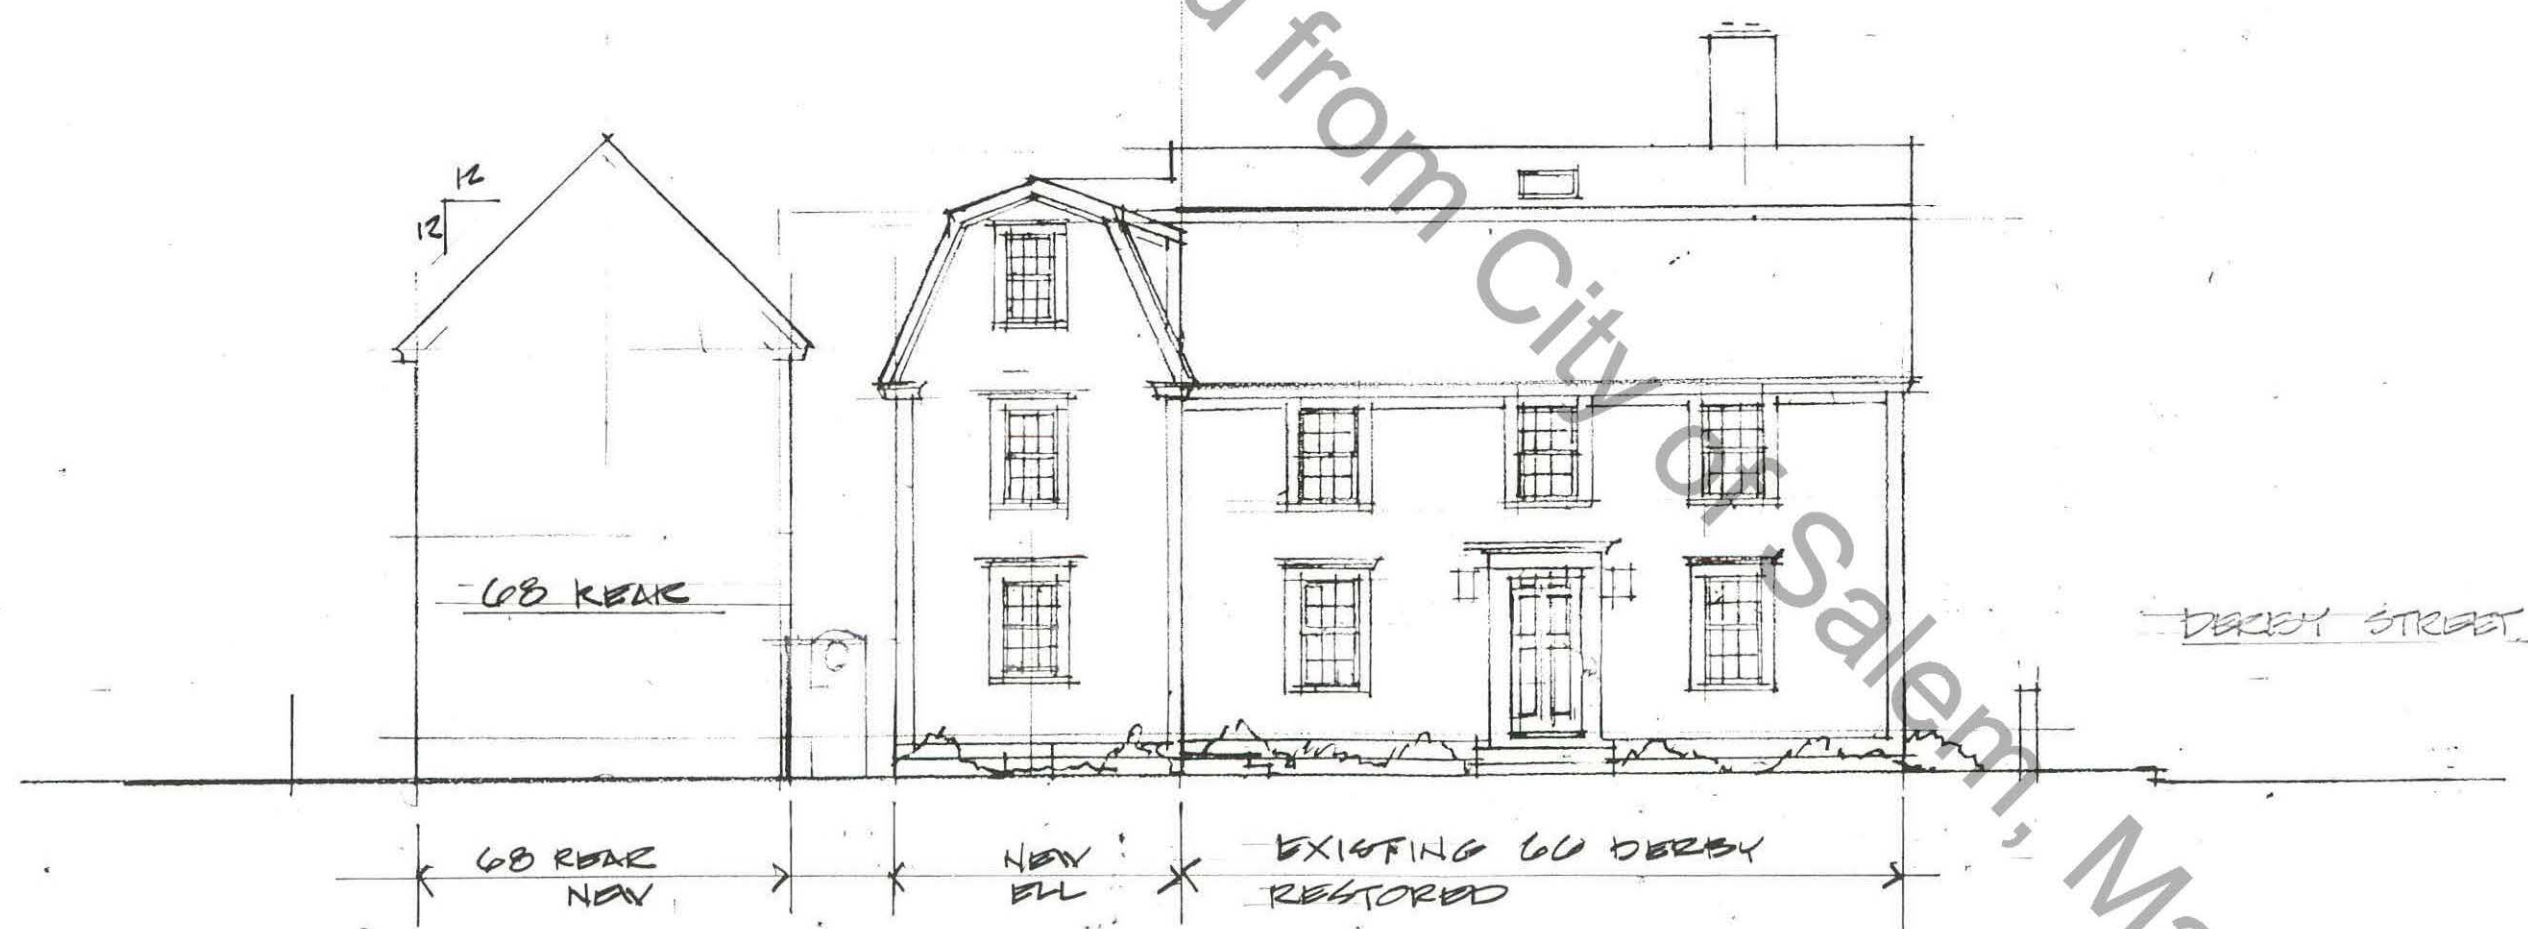 12
12
68 REAR
DERBY STREET
68 REAR
NEW
NEW
ELL
EXISTING 66 DERBY
RESTORED
from City of Salem, Ma